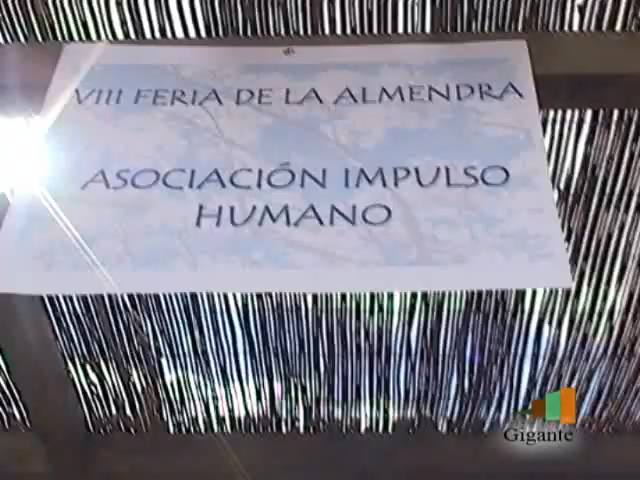 VIII FERIA DE LA ALMENDRA
ASOCIACIÓN IMPULSO
HUMANO
Gigante